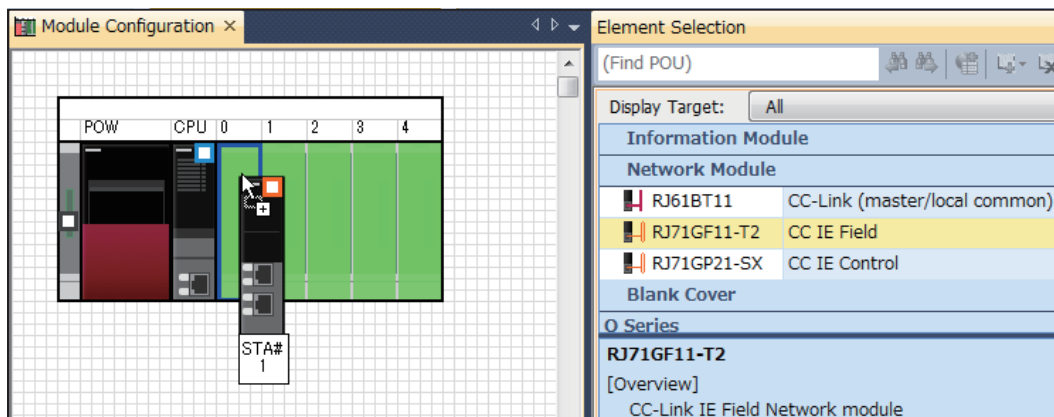 Module Configuration ×
POW CPU 0 1 2 3 4
STA#
1
Element Selection
(Find POU)
Display Target: All
Information Module
Network Module
RJ61BT11 CC-Link (master/local common)
RJ71GF11-T2 CC IE Field
RJ71GP21-SX CC IE Control
Blank Cover
Q Series
RJ71GF11-T2
[Overview]
CC-Link IE Field Network module